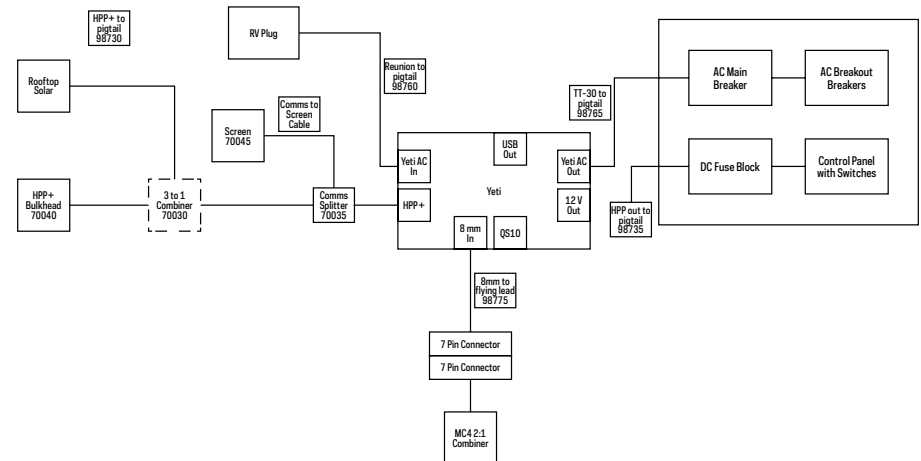 HPP+ to
pigtail
98730
RV Plug
Rooftop
Solar
Reunion to
pigtail
98760
Comms to
Screen
Cable
Screen
70045
TT-30 to
pigtail
98765
AC Main
Breaker
AC Breakout
Breakers
USB
Out
Yeti AC
In
Yeti
Yeti AC
Out
DC Fuse Block
Control Panel
with Switches
HPP+
Bulkhead
70040
3 to 1
Combiner
70030
Comms
Splitter
70035
HPP+
12 V
Out
HPP out to
pigtail
98735
8 mm
In
QS10
8mm to
flying lead
98775
7 Pin Connector
7 Pin Connector
MC4 2:1
Combiner